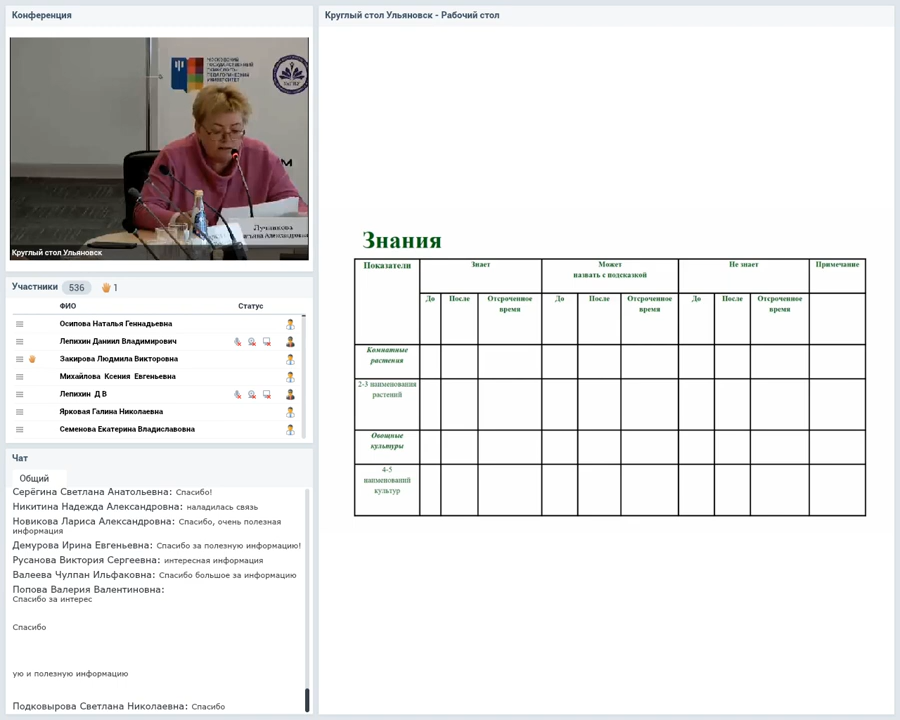 Конференция
МОСКОВСКИЙ
ГОСУДАРСТВЕННЫЙ
ПСИХОЛОГО-
ПЕДАГОГИЧЕСКИЙ
УНИВЕРСИТЕТ
Круглый стол Ульяновск
Участники 536 1
ФИО Статус
Осипова Наталья Геннадьевна
Лепихин Даниил Владимирович
Закирова Людмила Викторовна
Михайлова Ксения Евгеньевна
Лепихин Д В
Ярковая Галина Николаевна
Семенова Екатерина Владиславовна
Чат
Общий
Серёгина Светлана Анатольевна: Спасибо!
Никитина Надежда Александровна: наладилась связь
Новикова Лариса Александровна: Спасибо, очень полезная
информация
Демурова Ирина Евгеньевна: Спасибо за полезную информацию!
Русанова Виктория Сергеевна: интересная информация
Валеева Чулпан Ильфаковна: Спасибо большое за информацию
Попова Валерия Валентиновна:
Спасибо за интерес
Спасибо
ую и полезную информацию
Подковырова Светлана Николаевна: Спасибо
Круглый стол Ульяновск - Рабочий стол
Знания
Показатели Знает Может Не знает Примечание
назвать с подсказкой
До После Отсроченное До После Отсроченное До После Отсроченное
время время время
Комнатные
растения
2-3 наименования
растений
Овощные
культуры
4-5
наименований
культур